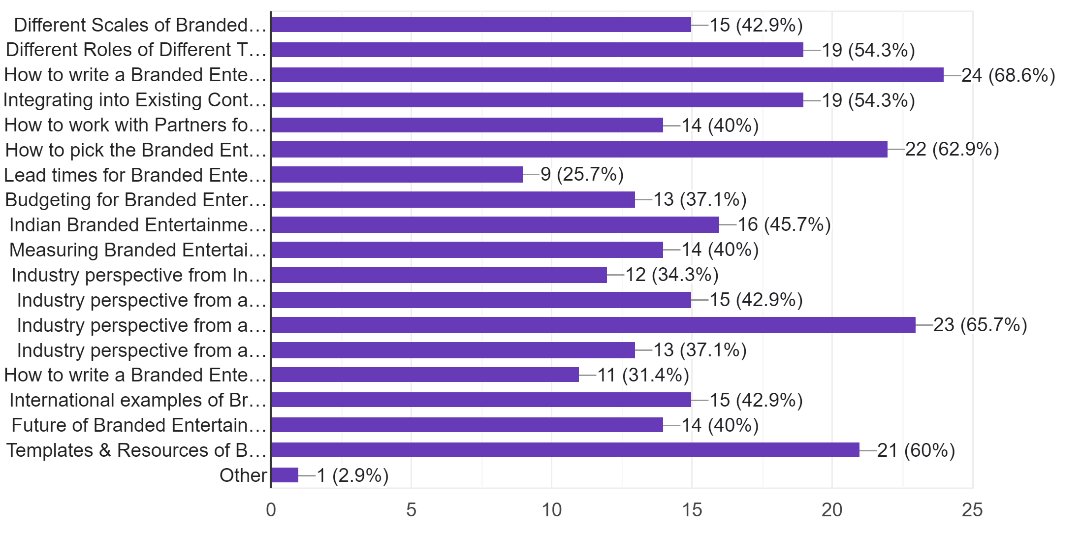 Different Scales of Branded… 15 (42.9%)
Different Roles of Different T… 19 (54.3%)
How to write a Branded Ente… 24 (68.6%)
Integrating into Existing Cont… 19 (54.3%)
How to work with Partners fo… 14 (40%)
How to pick the Branded Ent… 22 (62.9%)
Lead times for Branded Ente… 9 (25.7%)
Budgeting for Branded Enter… 13 (37.1%)
Indian Branded Entertainme… 16 (45.7%)
Measuring Branded Entertai… 14 (40%)
Industry perspective from In… 12 (34.3%)
Industry perspective from a… 15 (42.9%)
Industry perspective from a… 23 (65.7%)
Industry perspective from a… 13 (37.1%)
How to write a Branded Ente… 11 (31.4%)
International examples of Br… 15 (42.9%)
Future of Branded Entertain… 14 (40%)
Templates & Resources of B… 21 (60%)
Other 1 (2.9%)
0 5 10 15 20 25